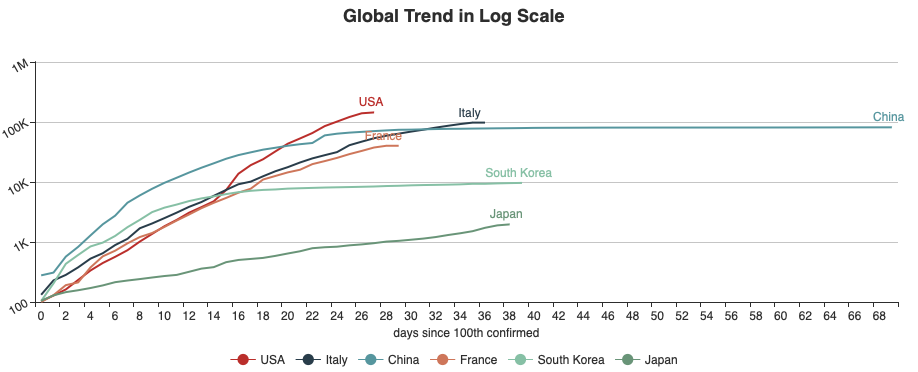 Global Trend in Log Scale
1M
USA
Italy
100K
China
France
10K
South Korea
Japan
1K
100
0 2 4 6 8 10 12 14 16 18 20 22 24 26 28 30 32 34 36 38 40 42 44 46 48 50 52 54 56 58 60 62 64 66 68
days since 100th confirmed
USA Italy China France South Korea Japan